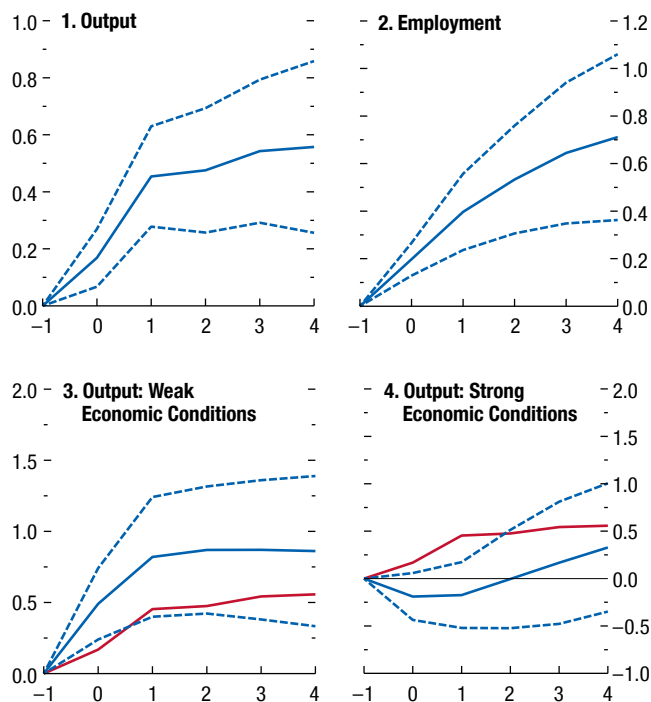 1. Output
1.0
0.8
0.6
0.4
0.2
0.0
–1 0 1 2 3 4
2. Employment
1.2
1.0
0.8
0.6
0.4
0.2
0.0
–1 0 1 2 3 4
3. Output: Weak
Economic Conditions
2.0
1.5
1.0
0.5
0.0
–1 0 1 2 3 4
4. Output: Strong
Economic Conditions
2.0
1.5
1.0
0.5
0.0
–0.5
–1.0
–1 0 1 2 3 4